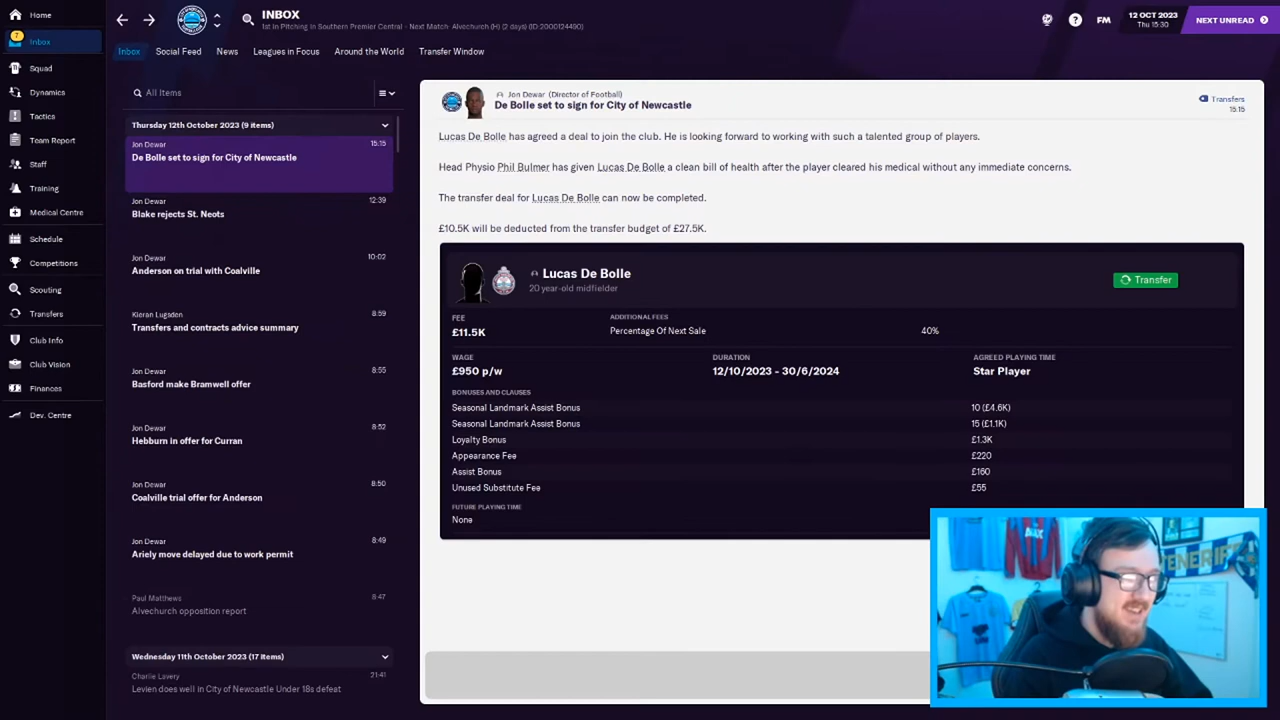 Home
7
Inbox
Squad
Dynamics
Tactics
Team Report
Staff
Training
Medical Centre
Schedule
Competitions
Scouting
Transfers
Club Info
Club Vision
Finances
Dev. Centre
INBOX
1st In Pitching In Southern Premier Central - Next Match: Alvechurch (H) (2 days) (ID:2000124490)
?
FM
12 OCT 2023
Thu 15:30
NEXT UNREAD
Inbox
Social Feed
News
Leagues in Focus
Around the World
Transfer Window
All Items
Thursday 12th October 2023 (9 items)
Jon Dewar 15:15
De Bolle set to sign for City of Newcastle
Jon Dewar 12:39
Blake rejects St. Neots
Jon Dewar 10:02
Anderson on trial with Coalville
Kieran Lugsden 8:59
Transfers and contracts advice summary
Jon Dewar 8:55
Basford make Bramwell offer
Jon Dewar 8:52
Hebburn in offer for Curran
Jon Dewar 8:50
Coalville trial offer for Anderson
Jon Dewar 8:49
Ariely move delayed due to work permit
Paul Matthews 8:47
Alvechurch opposition report
Wednesday 11th October 2023 (17 items)
Charlie Lavery 21:41
Levien does well in City of Newcastle Under 18s defeat
Jon Dewar (Director of Football)
De Bolle set to sign for City of Newcastle
Transfers
15:15
Lucas De Bolle has agreed a deal to join the club. He is looking forward to working with such a talented group of players.
Head Physio Phil Bulmer has given Lucas De Bolle a clean bill of health after the player cleared his medical without any immediate concerns.
The transfer deal for Lucas De Bolle can now be completed.
£10.5K will be deducted from the transfer budget of £27.5K.
Lucas De Bolle
20 year-old midfielder
Transfer
FEE
£11.5K
ADDITIONAL FEES
Percentage Of Next Sale 40%
WAGE
£950 p/w
DURATION
12/10/2023 - 30/6/2024
AGREED PLAYING TIME
Star Player
BONUSES AND CLAUSES
Seasonal Landmark Assist Bonus 10 (£4.6K)
Seasonal Landmark Assist Bonus 15 (£1.1K)
Loyalty Bonus £1.3K
Appearance Fee £220
Assist Bonus £160
Unused Substitute Fee £55
FUTURE PLAYING TIME
None
TENERIF